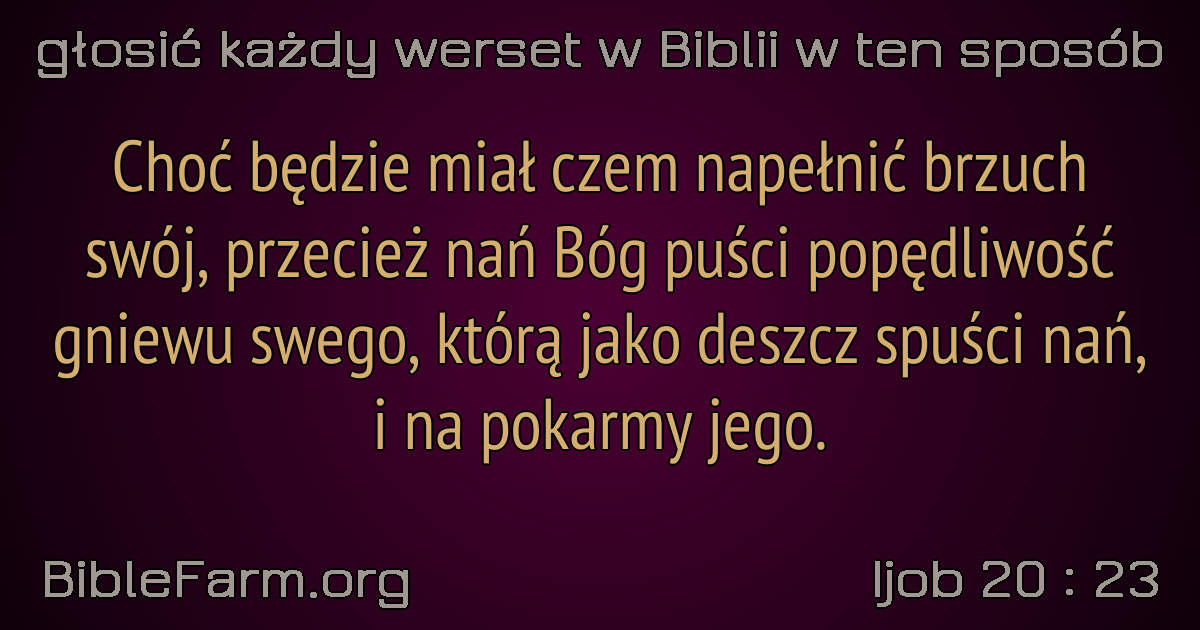 głosić każdy werset w Biblii w ten sposób
Choć będzie miał czem napełnić brzuch
swój, przecież nań Bóg puści popędliwość
gniewu swego, którą jako deszcz spuści nań,
i na pokarmy jego.
BibleFarm.org
Ijob 20 : 23